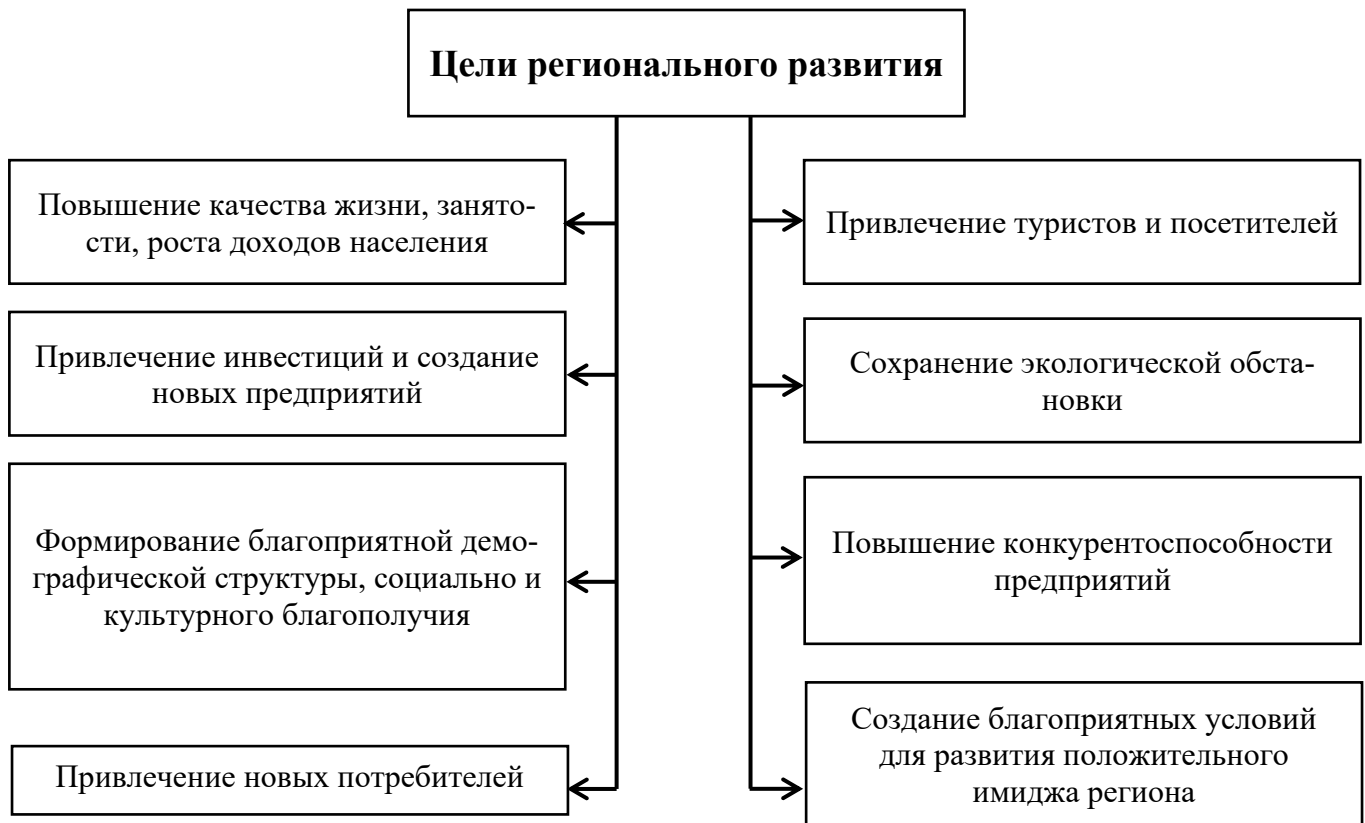 Цели регионального развития
Повышение качества жизни, занято-
сти, роста доходов населения
Привлечение инвестиций и создание
новых предприятий
Формирование благоприятной демо-
графической структуры, социально и
культурного благополучия
Привлечение новых потребителей
Привлечение туристов и посетителей
Сохранение экологической обста-
новки
Повышение конкурентоспособности
предприятий
Создание благоприятных условий
для развития положительного
имиджа региона